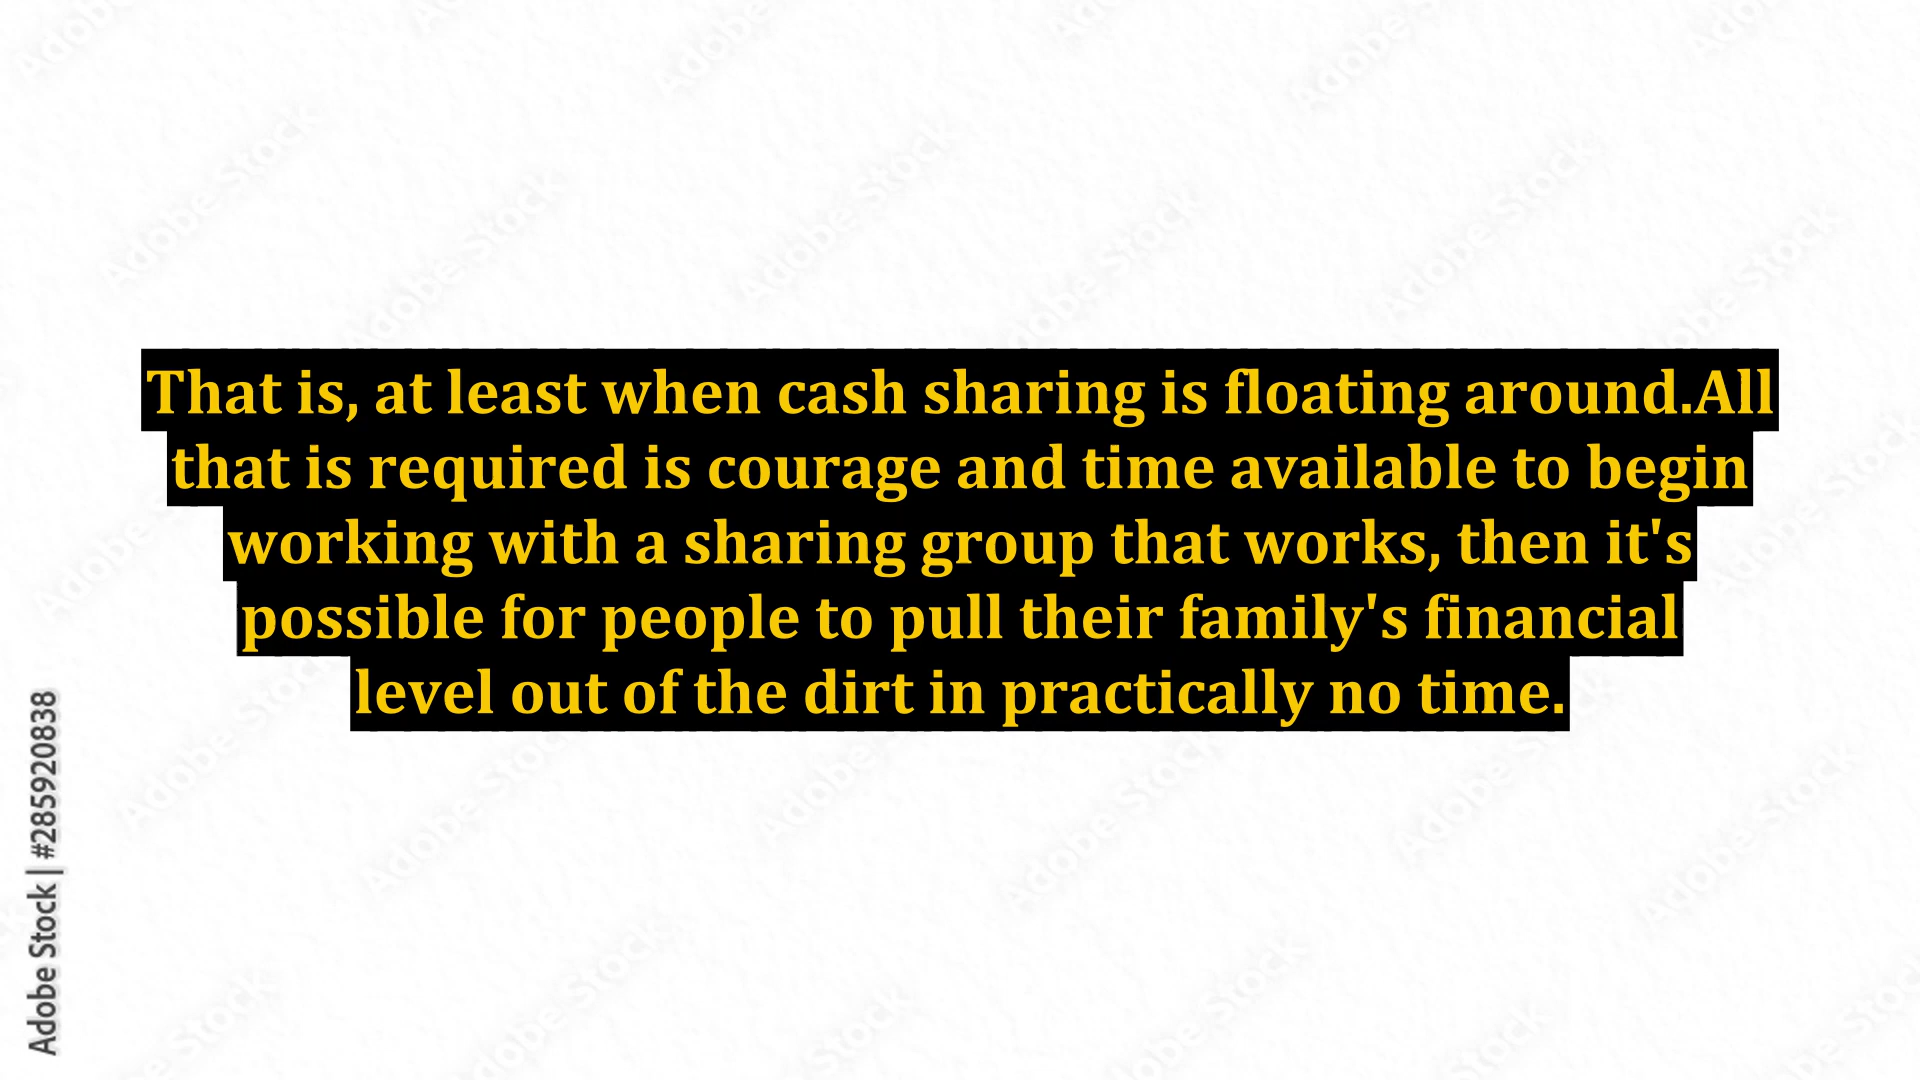 That is, at least when cash sharing is floating around.All
that is required is courage and time available to begin
working with a sharing group that works, then it's
possible for people to pull their family's financial
level out of the dirt in practically no time.
Adobe Stock | #285920838